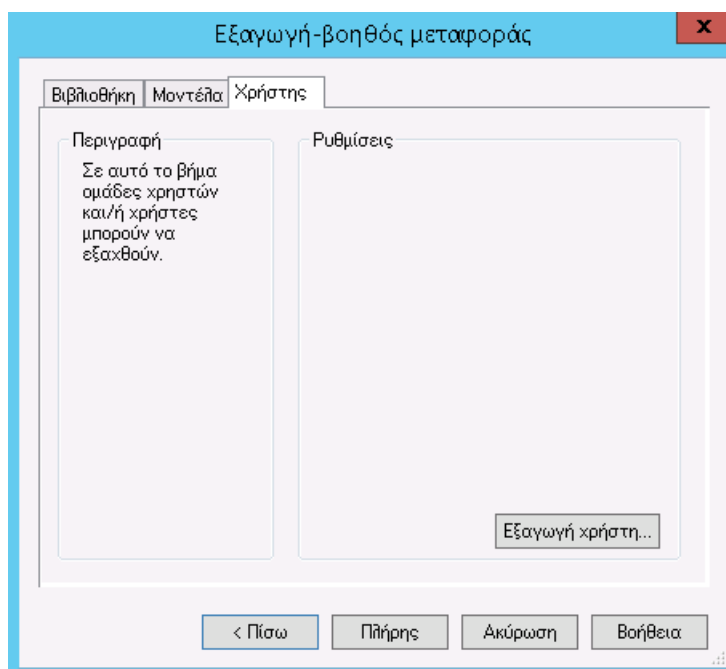 Εξαγωγή-βοηθός μεταφοράς
x
Βιβλιοθήκη Μοντέλα Χρήστης
Περιγραφή
Σε αυτό το βήμα
ομάδες χρηστών
και/ή χρήστες
μπορούν να
εξαχθούν.
Ρυθμίσεις
Εξαγωγή χρήστη...
< Πίσω Πλήρης Ακύρωση Βοήθεια